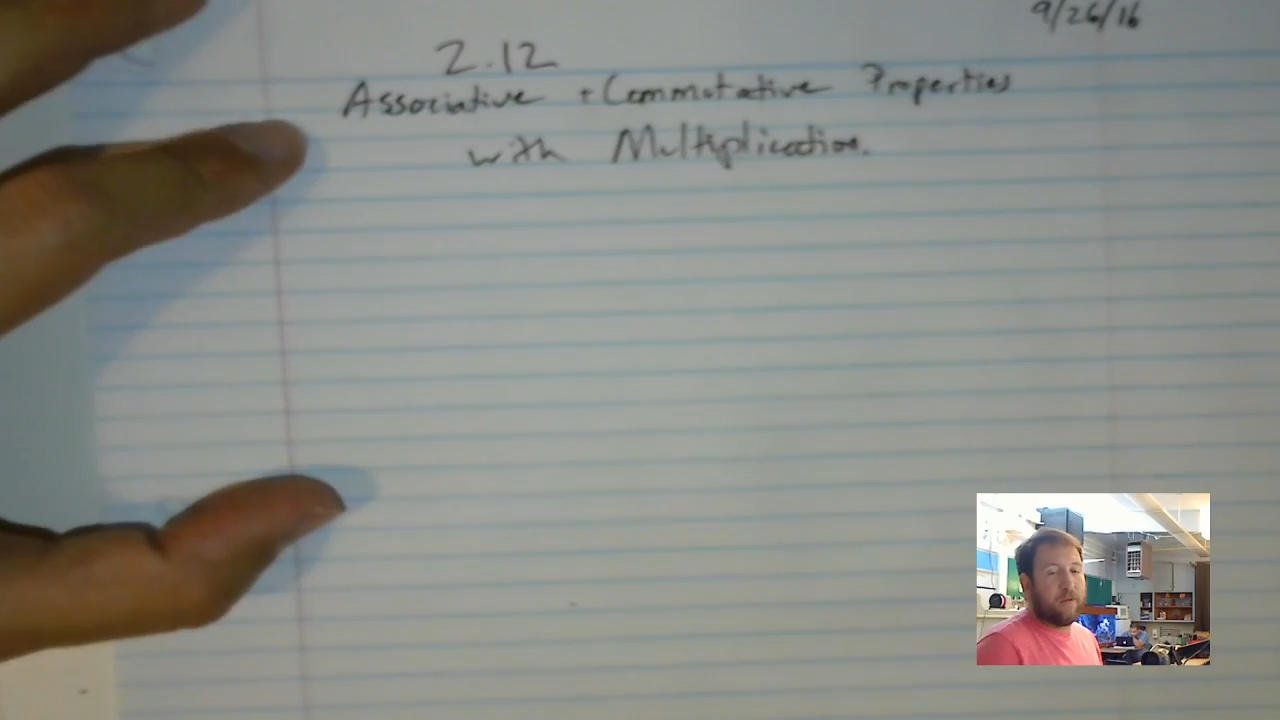 9/26/16
2.12
Associative + Commutative Properties
with Multiplication.